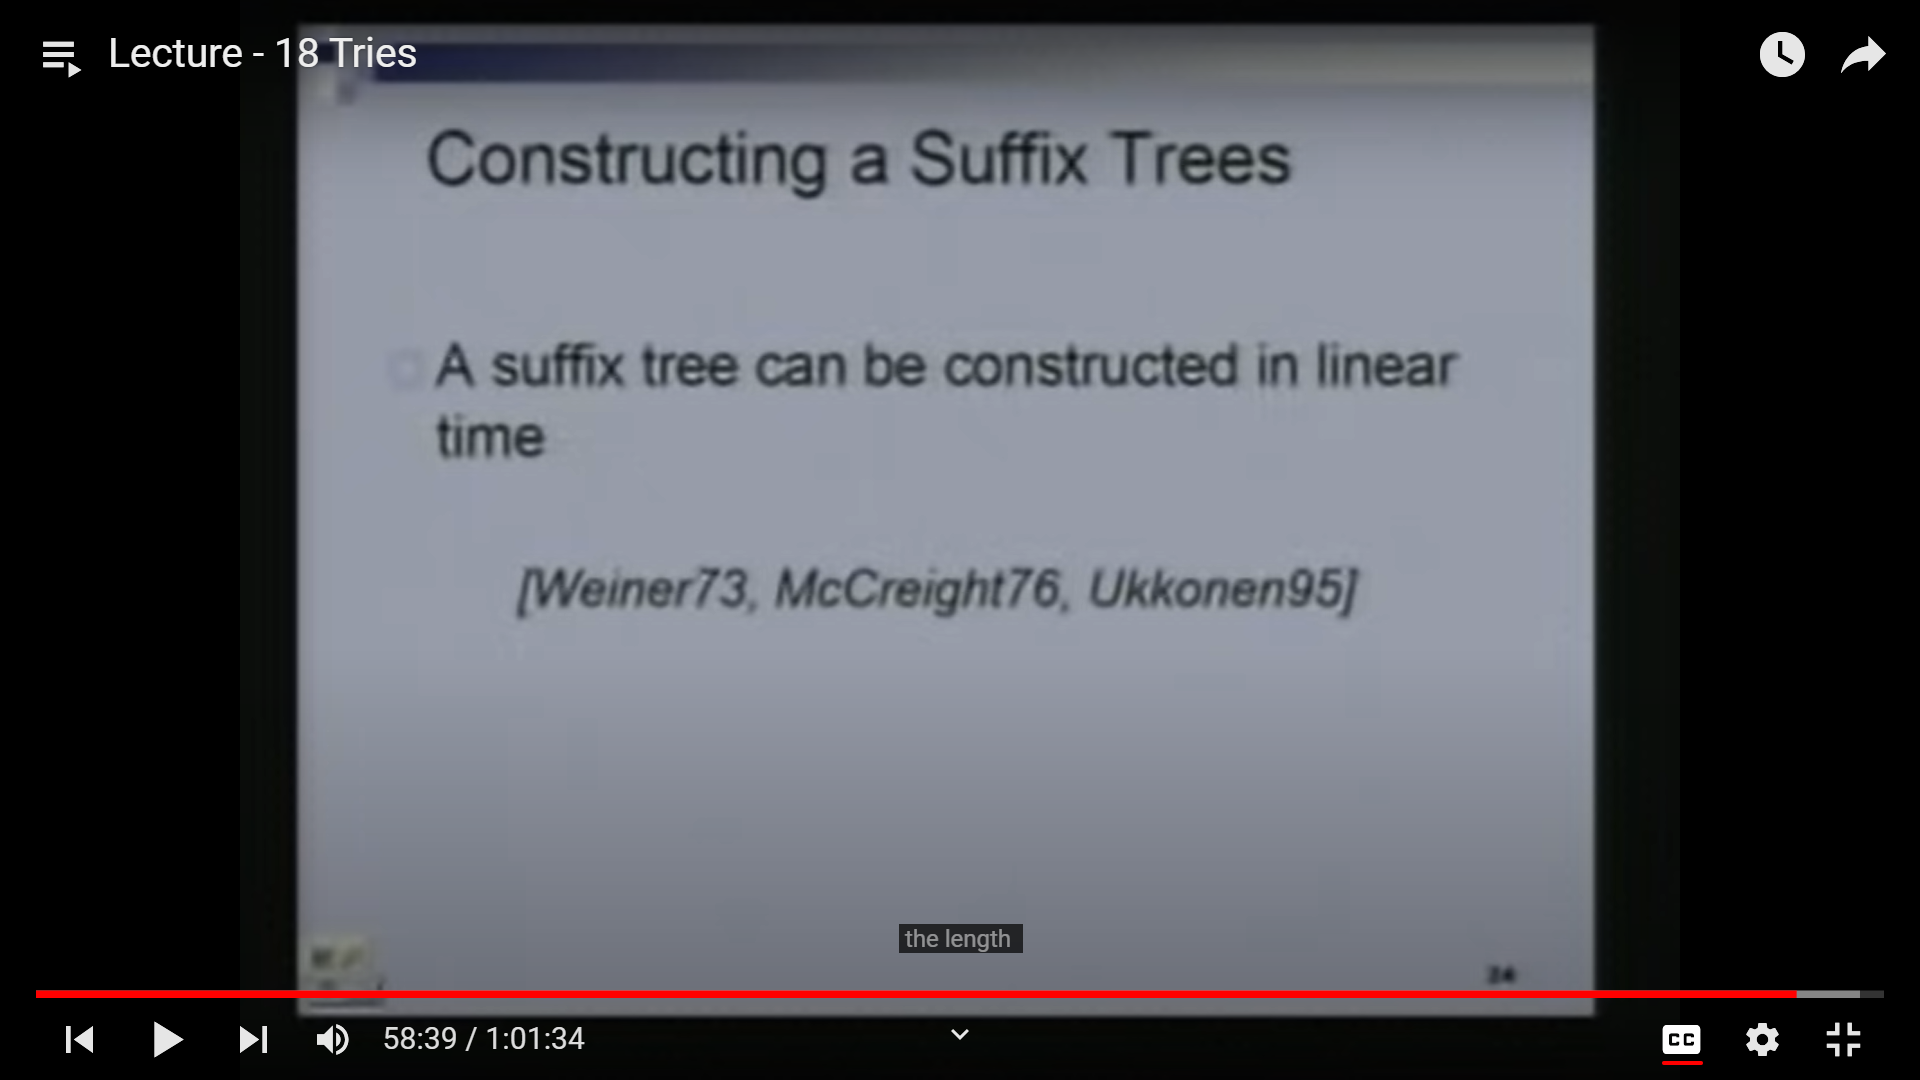 Lecture - 18 Tries
Constructing a Suffix Trees
A suffix tree can be constructed in linear
time
[Weiner73, McCreight76, Ukkonen95]
the length
24
58:39 / 1:01:34
CC